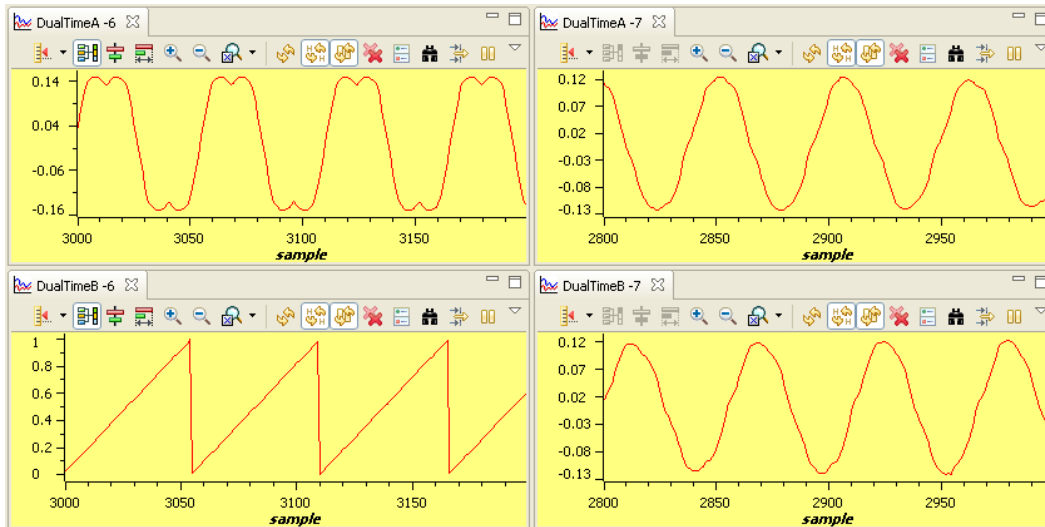 DualTimeA -6
0.14
0.04
-0.06
-0.16
3000 3050 3100 3150
sample
DualTimeA -7
0.12
0.07
0.02
-0.03
-0.08
-0.13
2800 2850 2900 2950
sample
DualTimeB -6
1
0.8
0.6
0.4
0.2
0
3000 3050 3110 3150
sample
DualTimeB -7
0.12
0.07
0.02
-0.03
-0.08
-0.13
2800 2850 2900 2950
sample